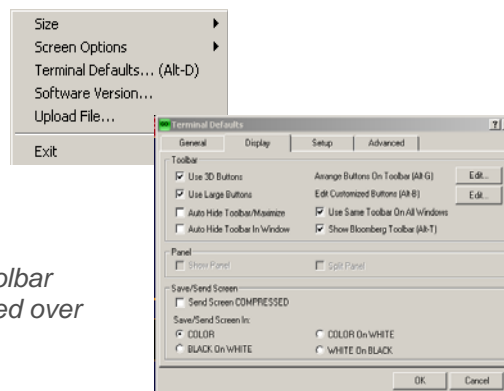 Size
Screen Options
Terminal Defaults... (Alt-D)
Software Version...
Upload File...
Exit
Terminal Defaults
General Display Setup Advanced
Toolbar
Use 3D Buttons Arrange Buttons On Toolbar (Alt-G) Edit...
Use Large Buttons Edit Customized Buttons (Alt-B) Edit...
Auto Hide Toolbar/Maximize Use Same Toolbar On All Windows
Auto Hide Toolbar In Window Show Bloomberg Toolbar (Alt-T)
Panel
Show Panel Split Panel
Save/Send Screen
Send Screen COMPRESSED
Save/Send Screen In:
COLOR COLOR On WHITE
BLACK On WHITE WHITE On BLACK
OK Cancel
olbar
ed over